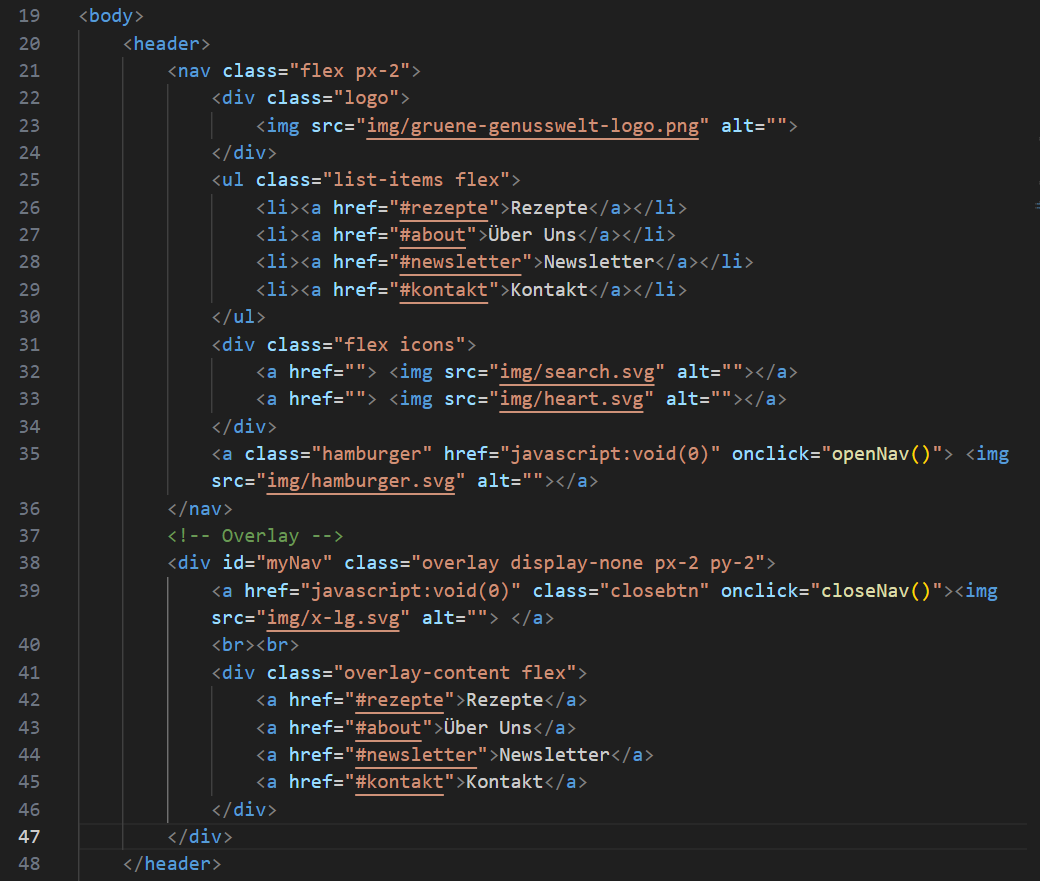 19 <body>
20 <header>
21 <nav class="flex px-2">
22 <div class="logo">
23 <img src="img/gruene-genusswelt-logo.png" alt="">
24 </div>
25 <ul class="list-items flex">
26 <li><a href="#rezepte">Rezepte</a></li>
27 <li><a href="#about">Über Uns</a></li>
28 <li><a href="#newsletter">Newsletter</a></li>
29 <li><a href="#kontakt">Kontakt</a></li>
30 </ul>
31 <div class="flex icons">
32 <a href=""> <img src="img/search.svg" alt=""></a>
33 <a href=""> <img src="img/heart.svg" alt=""></a>
34 </div>
35 <a class="hamburger" href="javascript:void(0)" onclick="openNav()"> <img
src="img/hamburger.svg" alt=""></a>
36 </nav>
37 <!-- Overlay -->
38 <div id="myNav" class="overlay display-none px-2 py-2">
39 <a href="javascript:void(0)" class="closebtn" onclick="closeNav()"><img
src="img/x-lg.svg" alt=""> </a>
40 <br><br>
41 <div class="overlay-content flex">
42 <a href="#rezepte">Rezepte</a>
43 <a href="#about">Über Uns</a>
44 <a href="#newsletter">Newsletter</a>
45 <a href="#kontakt">Kontakt</a>
46 </div>
47 </div>
48 </header>